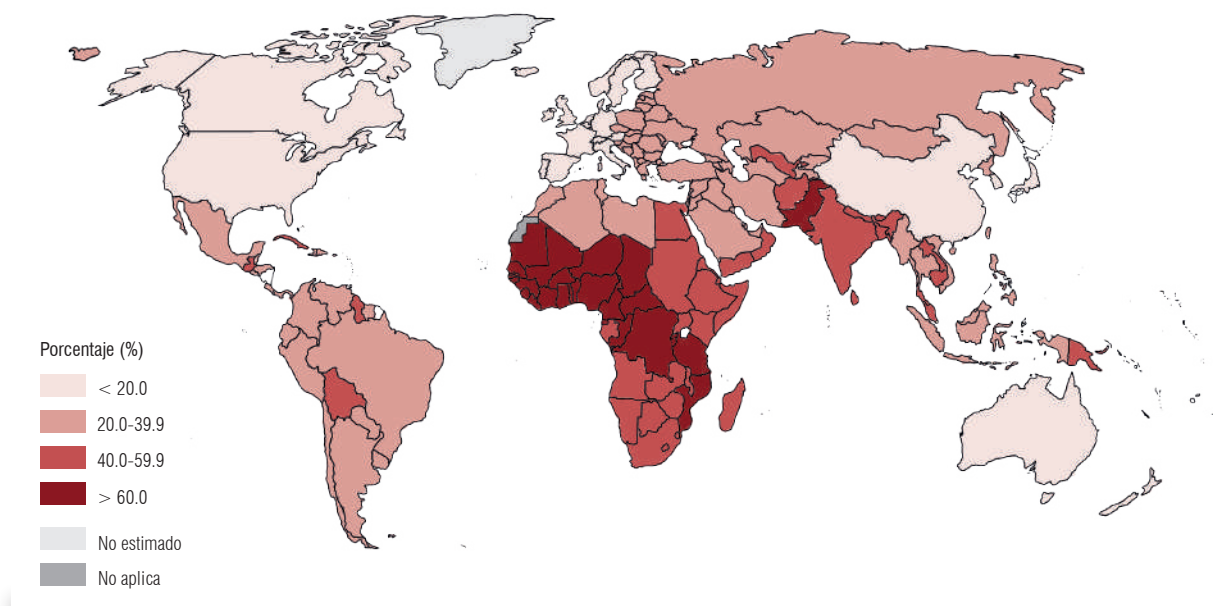 Porcentaje (%)
< 20.0
20.0-39.9
40.0-59.9
> 60.0
No estimado
No aplica